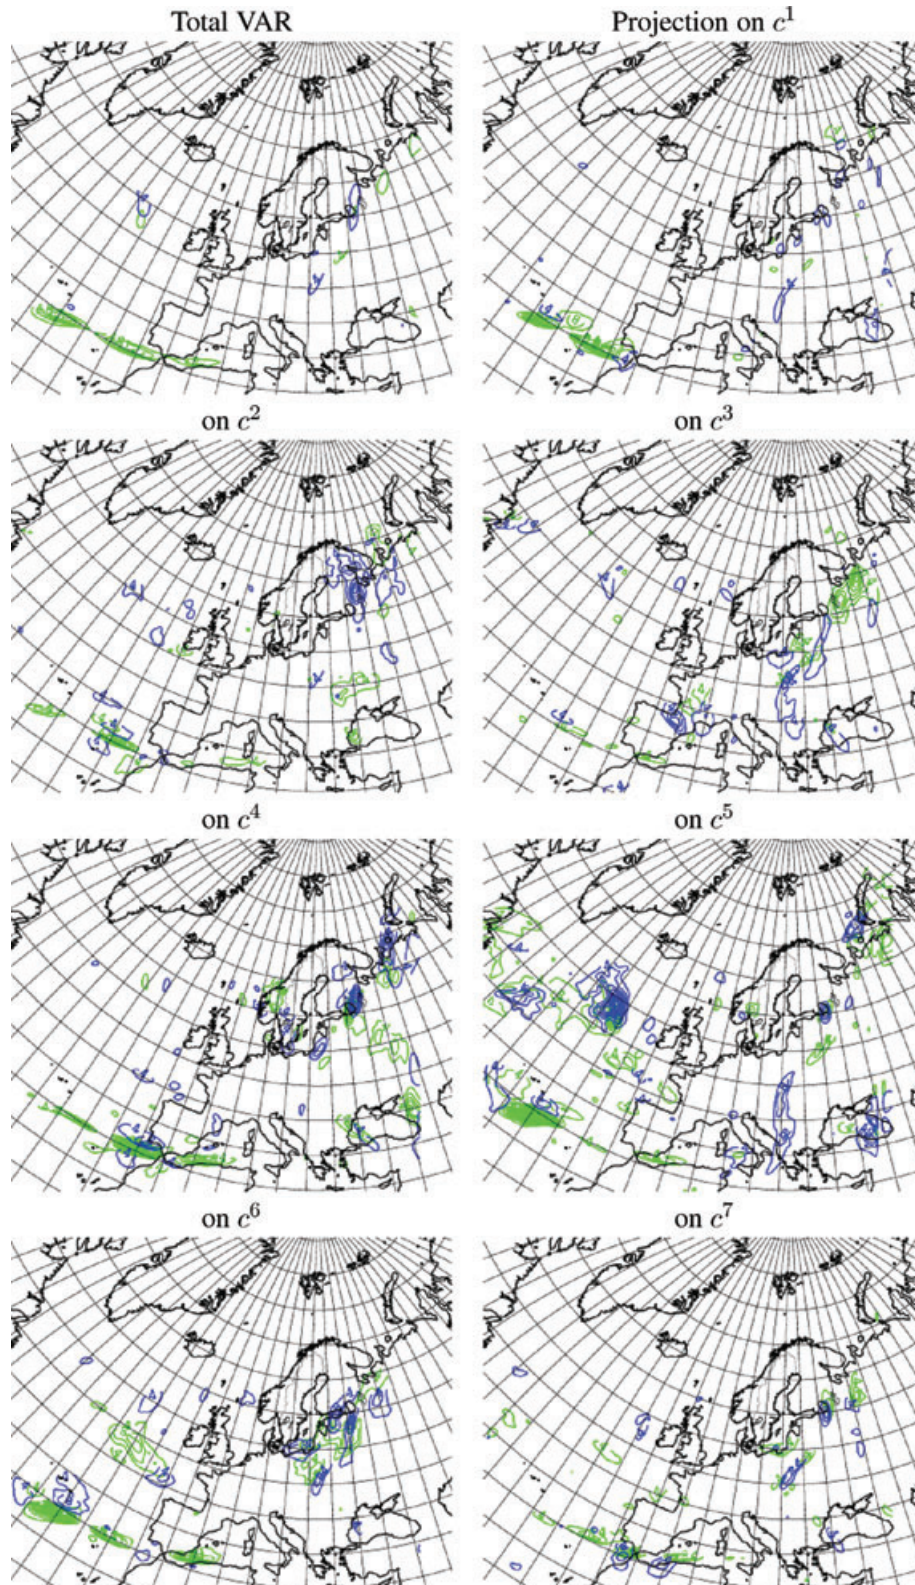 Total VAR
Projection on c¹
on c²
on c³
on c⁴
on c⁵
on c⁶
on c⁷